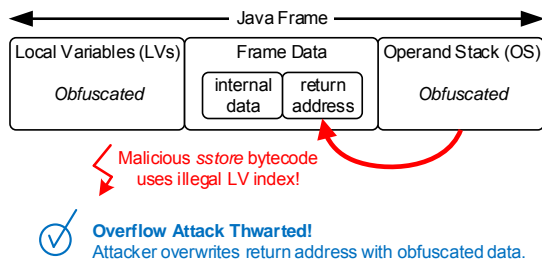 Java Frame
Local Variables (LVs)
Obfuscated
Frame Data
internal
data
return
address
Operand Stack (OS)
Obfuscated
Malicious sstore bytecode
uses illegal LV index!
Overflow Attack Thwarted!
Attacker overwrites return address with obfuscated data.